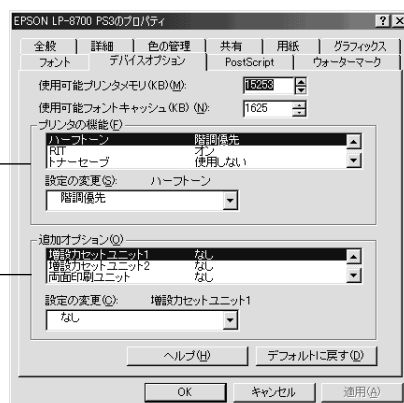 EPSON LP-8700 PS3のプロパティ
全般 詳細 色の管理 共有 用紙 グラフィックス
フォント デバイスオプション PostScript ウォーターマーク
使用可能プリンタメモリ(KB)(M): 15253
使用可能フォントキャッシュ(KB) (N): 1625
プリンタの機能(F)
ハーフトーン 階調優先
RIT オン
トナーセーブ 使用しない
設定の変更(S): ハーフトーン
階調優先
追加オプション(O)
増設カセットユニット1 なし
増設カセットユニット2 なし
両面印刷ユニット なし
設定の変更(C): 増設カセットユニット1
なし
ヘルプ(H) デフォルトに戻す(D)
OK キャンセル 適用(A)